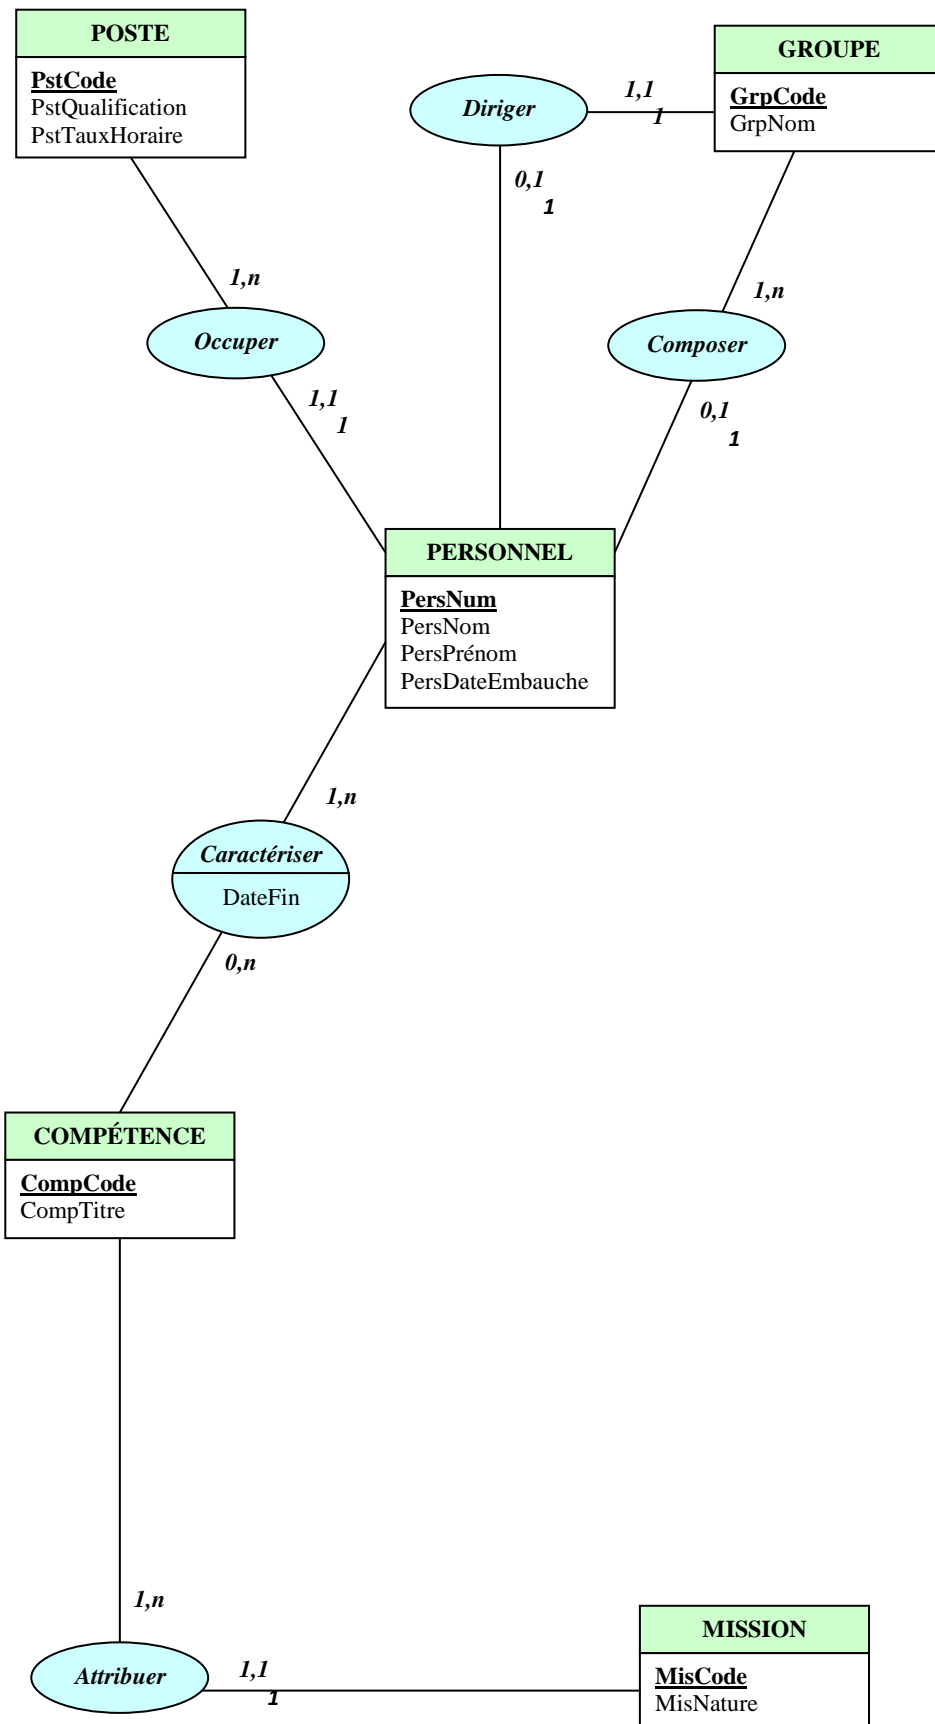 POSTE
PstCode
PstQualification
PstTauxHoraire
GROUPE
GrpCode
GrpNom
Diriger
1,1
1
0,1
1
1,n
Occuper
1,1
1
1,n
Composer
0,1
1
PERSONNEL
PersNum
PersNom
PersPrénom
PersDateEmbauche
1,n
Caractériser
DateFin
0,n
COMPÉTENCE
CompCode
CompTitre
1,n
Attribuer
1,1
1
MISSION
MisCode
MisNature